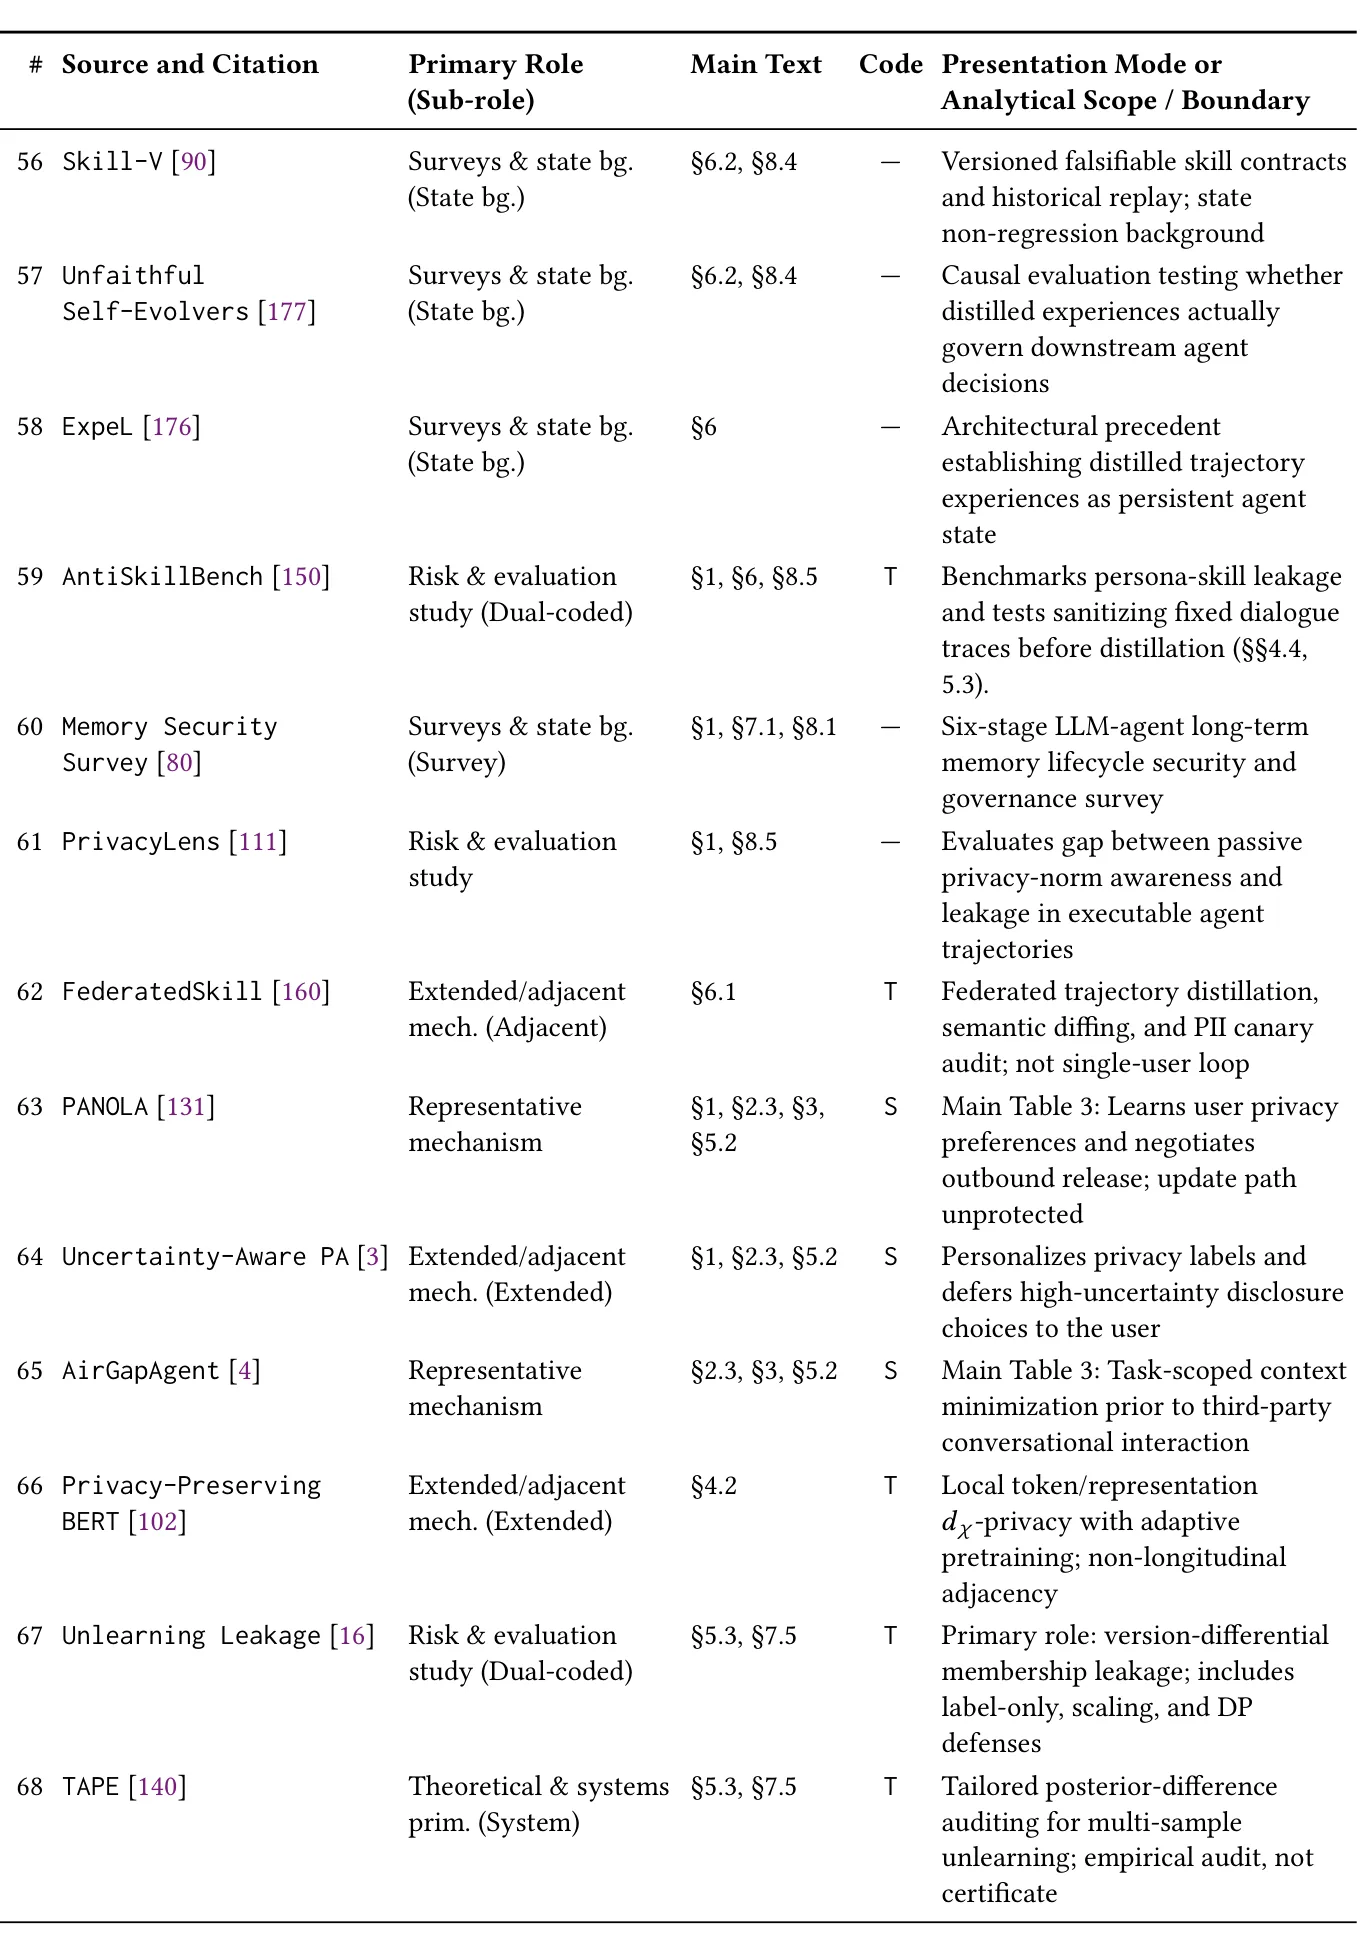 # Source and Citation Primary Role Main Text Code Presentation Mode or
(Sub-role) Analytical Scope / Boundary
56 Skill-V [90] Surveys & state bg. §6.2, §8.4 — Versioned falsifiable skill contracts
(State bg.) and historical replay; state
non-regression background
57 Unfaithful Surveys & state bg. §6.2, §8.4 — Causal evaluation testing whether
Self-Evolvers [177] (State bg.) distilled experiences actually
govern downstream agent
decisions
58 ExpeL [176] Surveys & state bg. §6 — Architectural precedent
(State bg.) establishing distilled trajectory
experiences as persistent agent
state
59 AntiSkillBench [150] Risk & evaluation §1, §6, §8.5 T Benchmarks persona-skill leakage
study (Dual-coded) and tests sanitizing fixed dialogue
traces before distillation (§§4.4,
5.3).
60 Memory Security Surveys & state bg. §1, §7.1, §8.1 — Six-stage LLM-agent long-term
Survey [80] (Survey) memory lifecycle security and
governance survey
61 PrivacyLens [111] Risk & evaluation §1, §8.5 — Evaluates gap between passive
study privacy-norm awareness and
leakage in executable agent
trajectories
62 FederatedSkill [160] Extended/adjacent §6.1 T Federated trajectory distillation,
mech. (Adjacent) semantic diffing, and PII canary
audit; not single-user loop
63 PANOLA [131] Representative §1, §2.3, §3, S Main Table 3: Learns user privacy
mechanism §5.2 preferences and negotiates
outbound release; update path
unprotected
64 Uncertainty-Aware PA [3] Extended/adjacent §1, §2.3, §5.2 S Personalizes privacy labels and
mech. (Extended) defers high-uncertainty disclosure
choices to the user
65 AirGapAgent [4] Representative §2.3, §3, §5.2 S Main Table 3: Task-scoped context
mechanism minimization prior to third-party
conversational interaction
66 Privacy-Preserving Extended/adjacent §4.2 T Local token/representation
BERT [102] mech. (Extended) dχ-privacy with adaptive
pretraining; non-longitudinal
adjacency
67 Unlearning Leakage [16] Risk & evaluation §5.3, §7.5 T Primary role: version-differential
study (Dual-coded) membership leakage; includes
label-only, scaling, and DP
defenses
68 TAPE [140] Theoretical & systems §5.3, §7.5 T Tailored posterior-difference
prim. (System) auditing for multi-sample
unlearning; empirical audit, not
certificate